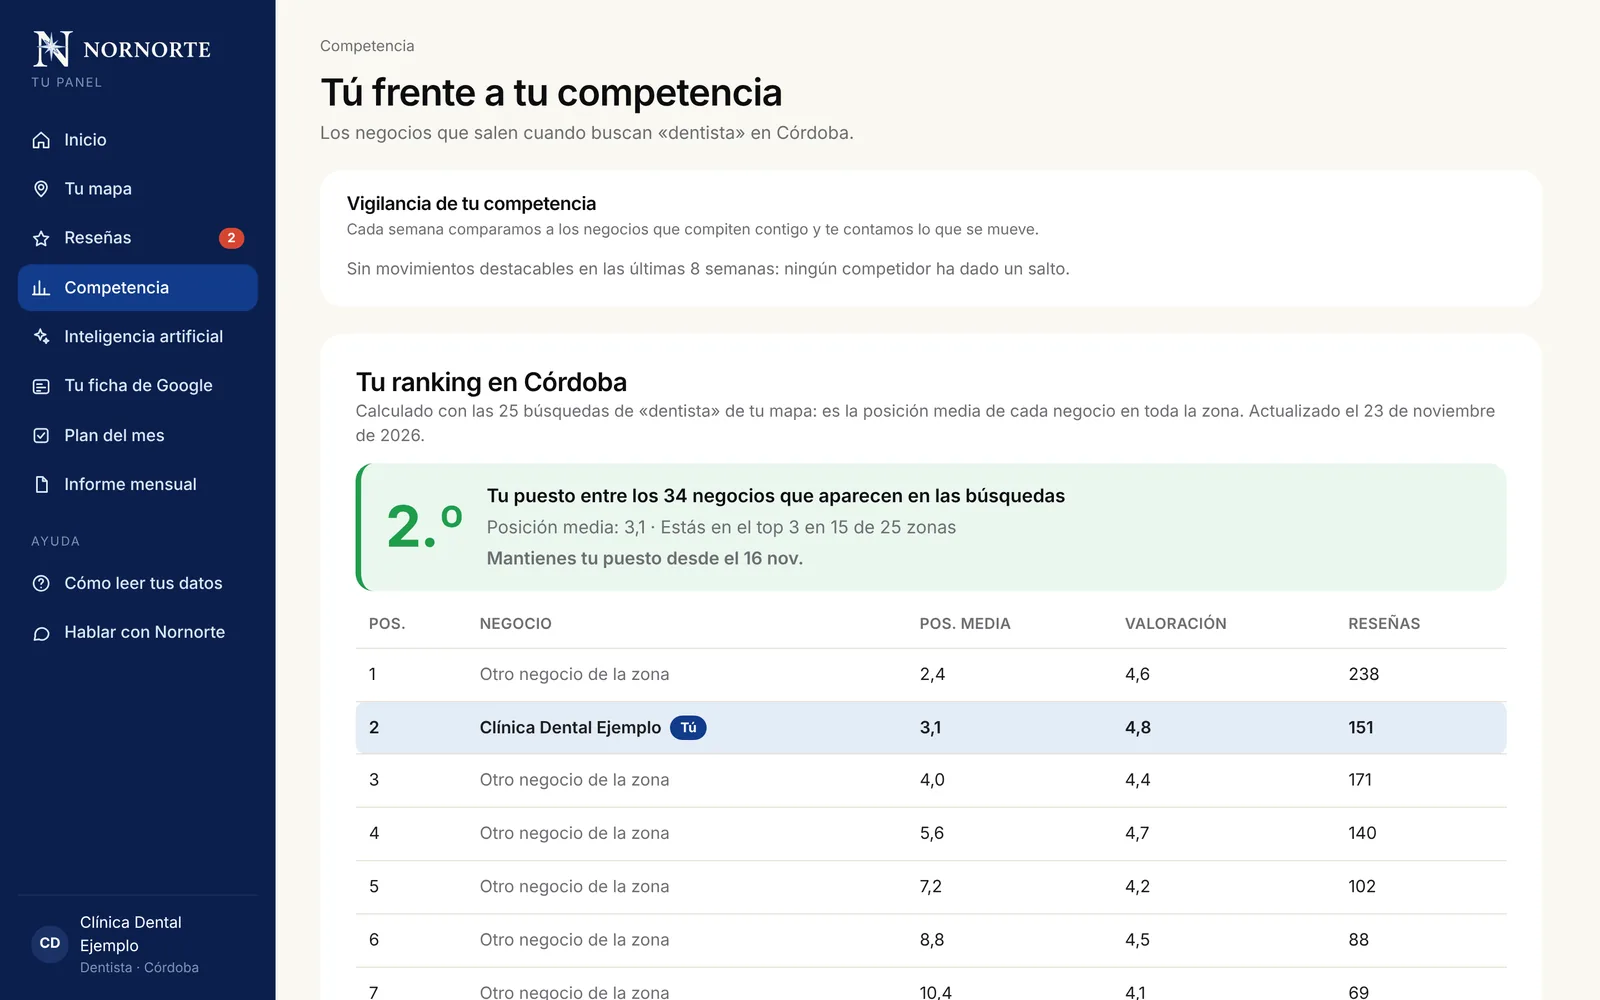 NORNORTE
TU PANEL
Inicio
Tu mapa
Reseñas 2
Competencia
Inteligencia artificial
Tu ficha de Google
Plan del mes
Informe mensual
AYUDA
Cómo leer tus datos
Hablar con Nornorte
CD
Clínica Dental
Ejemplo
Dentista · Córdoba
Competencia
Tú frente a tu competencia
Los negocios que salen cuando buscan «dentista» en Córdoba.
Vigilancia de tu competencia
Cada semana comparamos a los negocios que compiten contigo y te contamos lo que se mueve.
Sin movimientos destacables en las últimas 8 semanas: ningún competidor ha dado un salto.
Tu ranking en Córdoba
Calculado con las 25 búsquedas de «dentista» de tu mapa: es la posición media de cada negocio en toda la zona. Actualizado el 23 de noviembre
de 2026.
2.º
Tu puesto entre los 34 negocios que aparecen en las búsquedas
Posición media: 3,1 · Estás en el top 3 en 15 de 25 zonas
Mantienes tu puesto desde el 16 nov.
POS. NEGOCIO POS. MEDIA VALORACIÓN RESEÑAS
1 Otro negocio de la zona 2,4 4,6 238
2 Clínica Dental Ejemplo Tú 3,1 4,8 151
3 Otro negocio de la zona 4,0 4,4 171
4 Otro negocio de la zona 5,6 4,7 140
5 Otro negocio de la zona 7,2 4,2 102
6 Otro negocio de la zona 8,8 4,5 88
7 Otro negocio de la zona 10,4 4,1 69